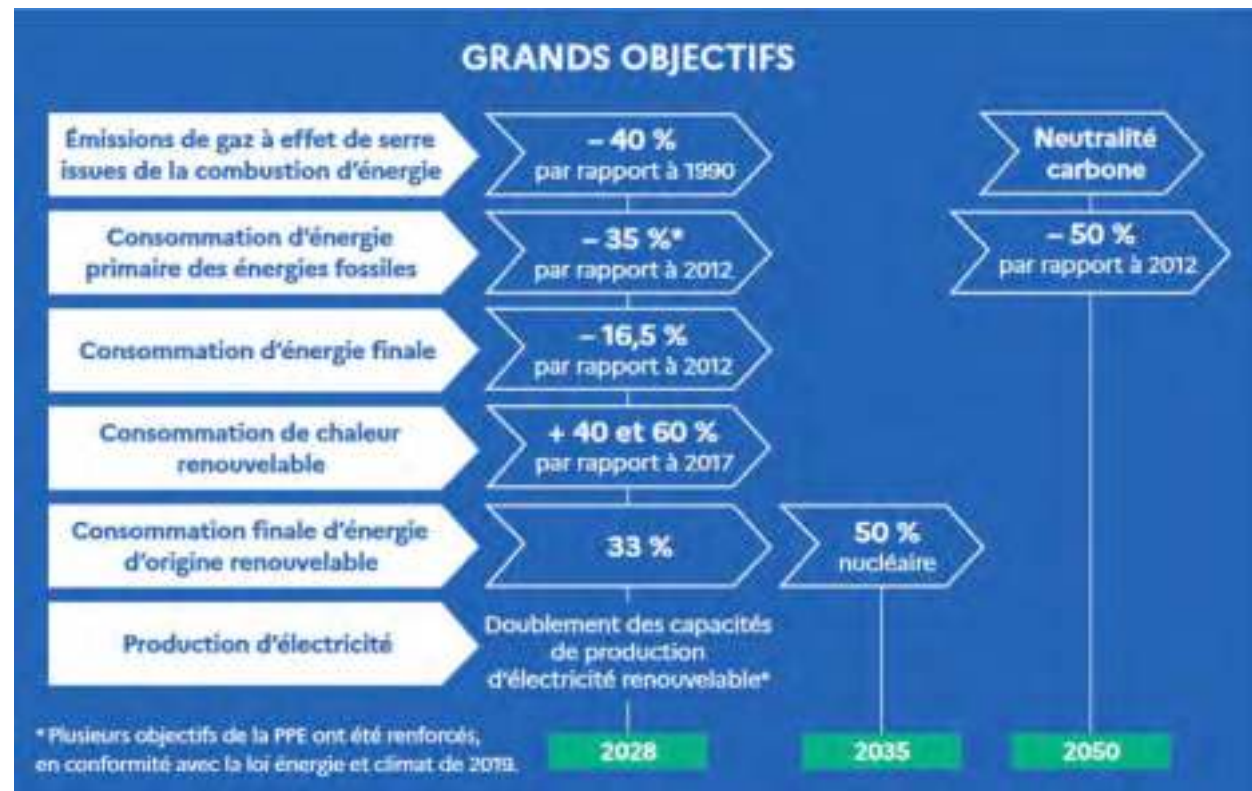 GRANDS OBJECTIFS
Émissions de gaz à effet de serre
issues de la combustion d'énergie
– 40 %
par rapport à 1990
Neutralité
carbone
Consommation d'énergie
primaire des énergies fossiles
– 35 %*
par rapport à 2012
– 50 %
par rapport à 2012
Consommation d'énergie finale
– 16,5 %
par rapport à 2012
Consommation de chaleur
renouvelable
+ 40 et 60 %
par rapport à 2017
Consommation finale d'énergie
d'origine renouvelable
33 %
50 %
nucléaire
Production d'électricité
Doublement des capacités
de production
d'électricité renouvelable*
* Plusieurs objectifs de la PPE ont été renforcés,
en conformité avec la loi énergie et climat de 2019.
2028
2035
2050